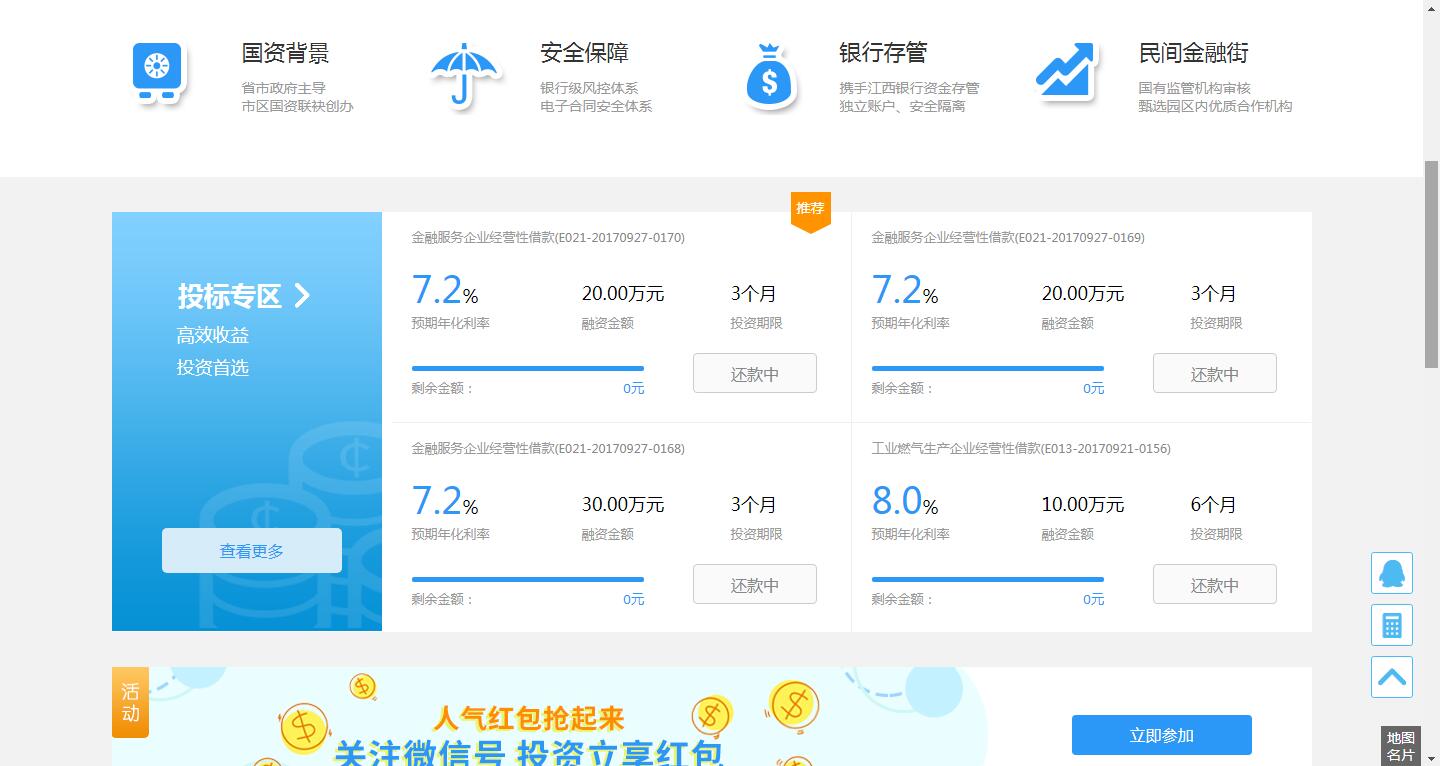 国资背景
省市政府主导
市区国资联袂创办
安全保障
银行级风控体系
电子合同安全体系
银行存管
携手江西银行资金存管
独立账户、安全隔离
民间金融街
国有监管机构审核
甄选园区内优质合作机构
投标专区
高效收益
投资首选
查看更多
推荐
金融服务企业经营性借款(E021-20170927-0170)
7.2% 20.00万元 3个月
预期年化利率 融资金额 投资期限
还款中
剩余金额： 0元
金融服务企业经营性借款(E021-20170927-0169)
7.2% 20.00万元 3个月
预期年化利率 融资金额 投资期限
还款中
剩余金额： 0元
金融服务企业经营性借款(E021-20170927-0168)
7.2% 30.00万元 3个月
预期年化利率 融资金额 投资期限
还款中
剩余金额： 0元
工业燃气生产企业经营性借款(E013-20170921-0156)
8.0% 10.00万元 6个月
预期年化利率 融资金额 投资期限
还款中
剩余金额： 0元
活动
人气红包抢起来
关注微信号 投资立享红包
立即参加
地图
名片